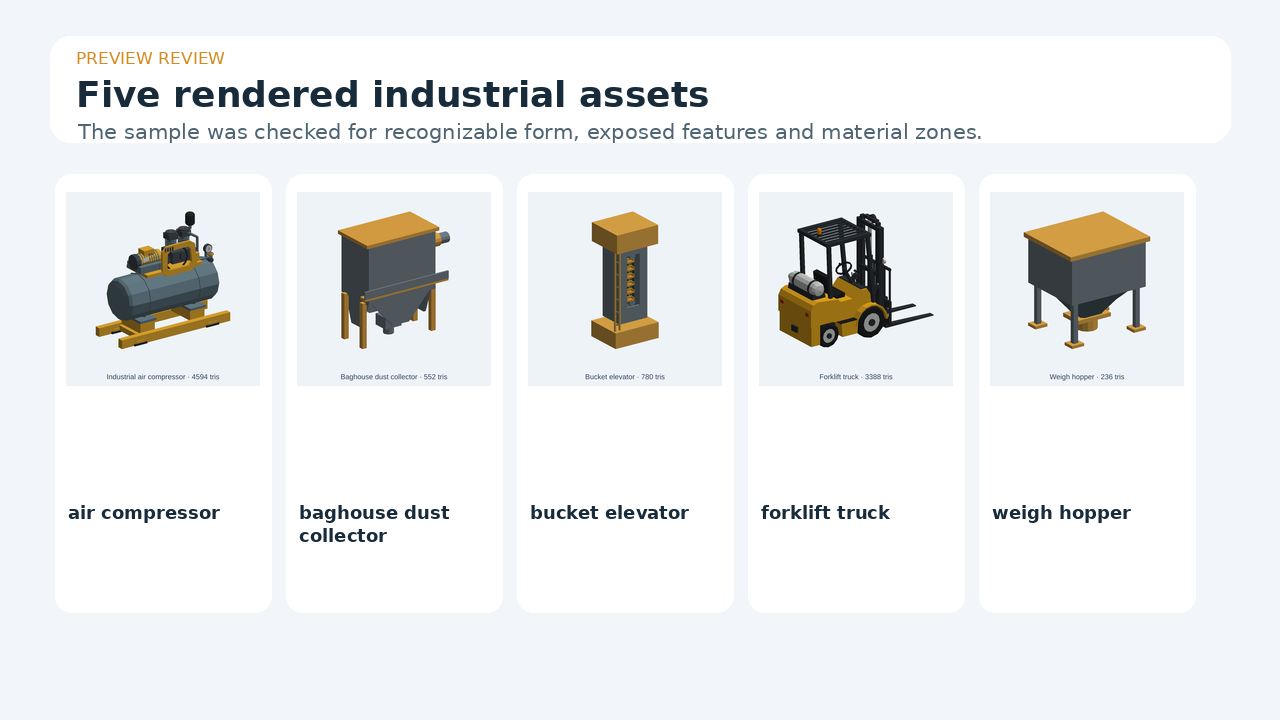 PREVIEW REVIEW
Five rendered industrial assets
The sample was checked for recognizable form, exposed features and material zones.
Industrial air compressor · 4594 tris
Baghouse dust collector · 552 tris
Bucket elevator · 780 tris
Forklift truck · 3388 tris
Weigh hopper · 236 tris
air compressor
baghouse dust
collector
bucket elevator
forklift truck
weigh hopper